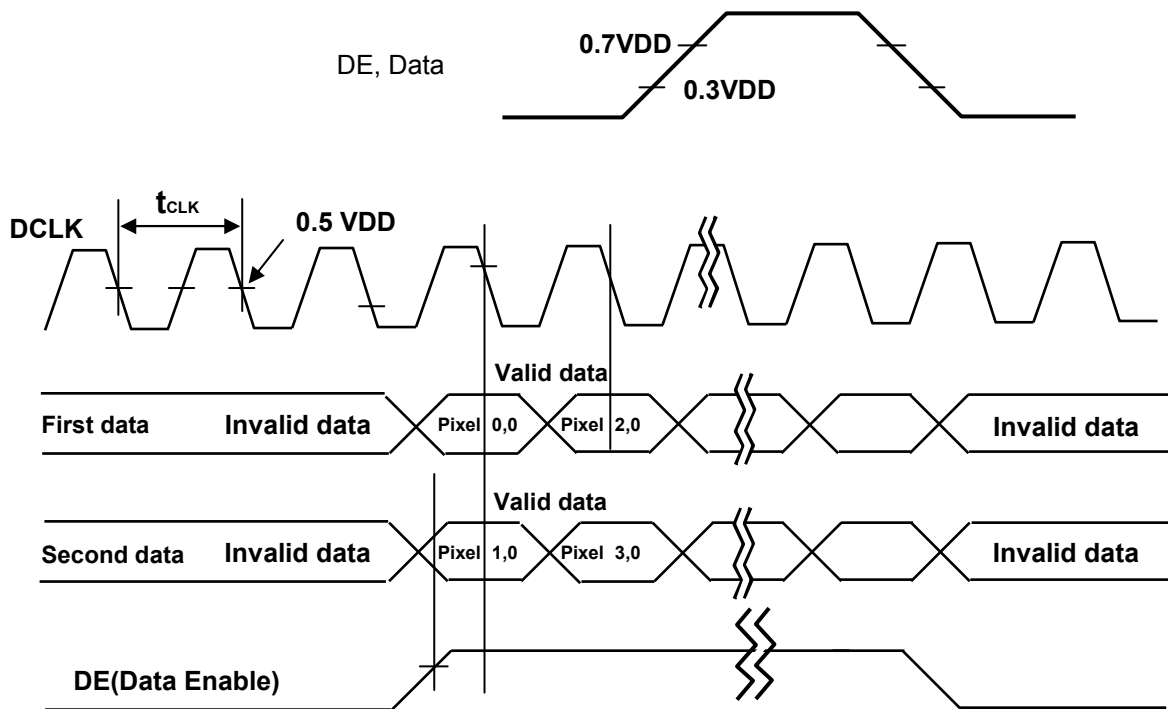 0.7VDD
DE, Data
0.3VDD
tCLK
0.5 VDD
DCLK
Valid data
First data Invalid data Pixel 0,0 Pixel 2,0 Invalid data
Valid data
Second data Invalid data Pixel 1,0 Pixel 3,0 Invalid data
DE(Data Enable)